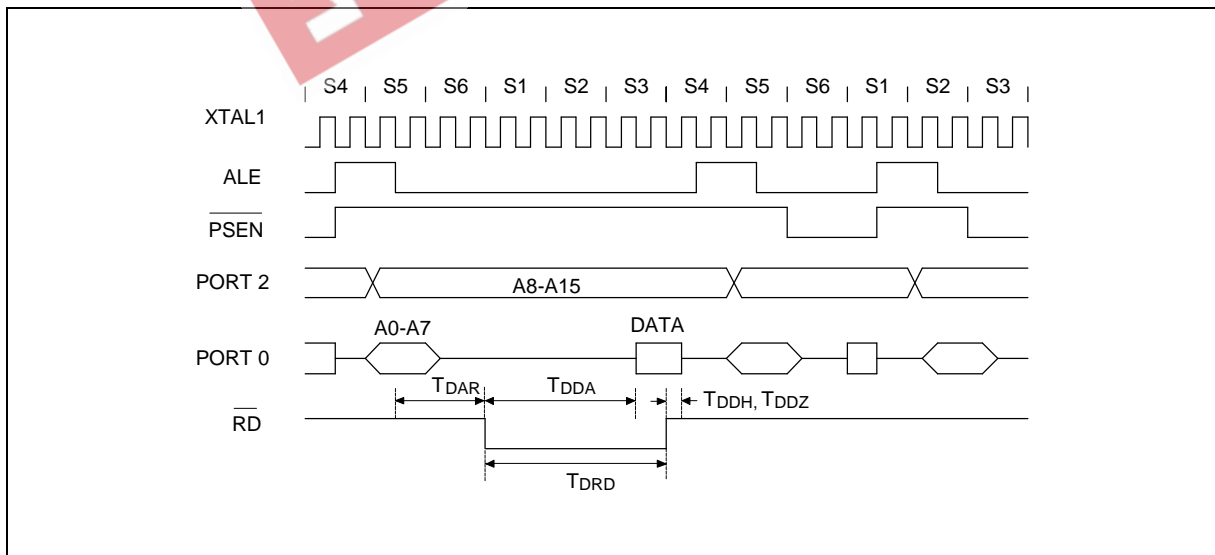 S4 S5 S6 S1 S2 S3 S4 S5 S6 S1 S2 S3
XTAL1
ALE
PSEN
PORT 2
A8-A15
A0-A7
DATA
PORT 0
TDAR
TDDA
TDDH, TDDZ
RD
TDRD